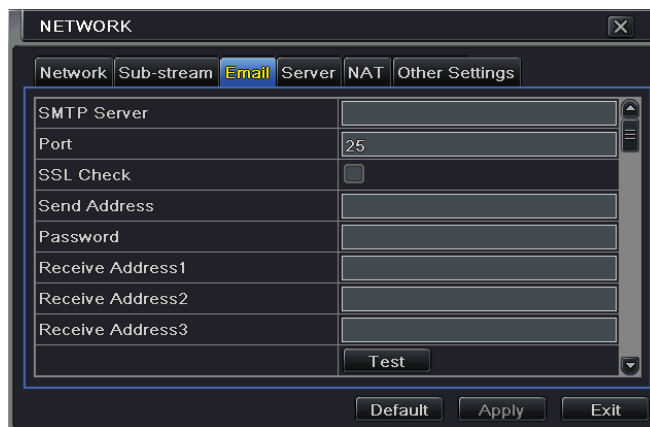 NETWORK
Network Sub-stream Email Server NAT Other Settings
SMTP Server
Port 25
SSL Check
Send Address
Password
Receive Address1
Receive Address2
Receive Address3
Test
Default Apply Exit